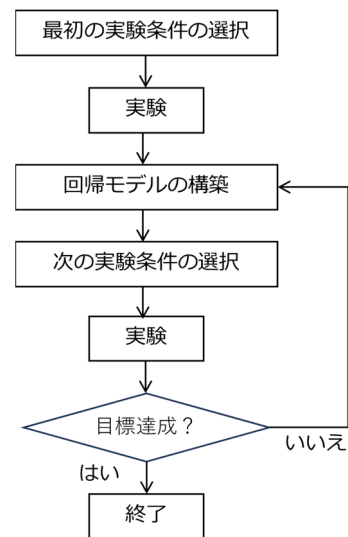 最初の実験条件の選択
実験
回帰モデルの構築
次の実験条件の選択
実験
目標達成？
いいえ
はい
終了